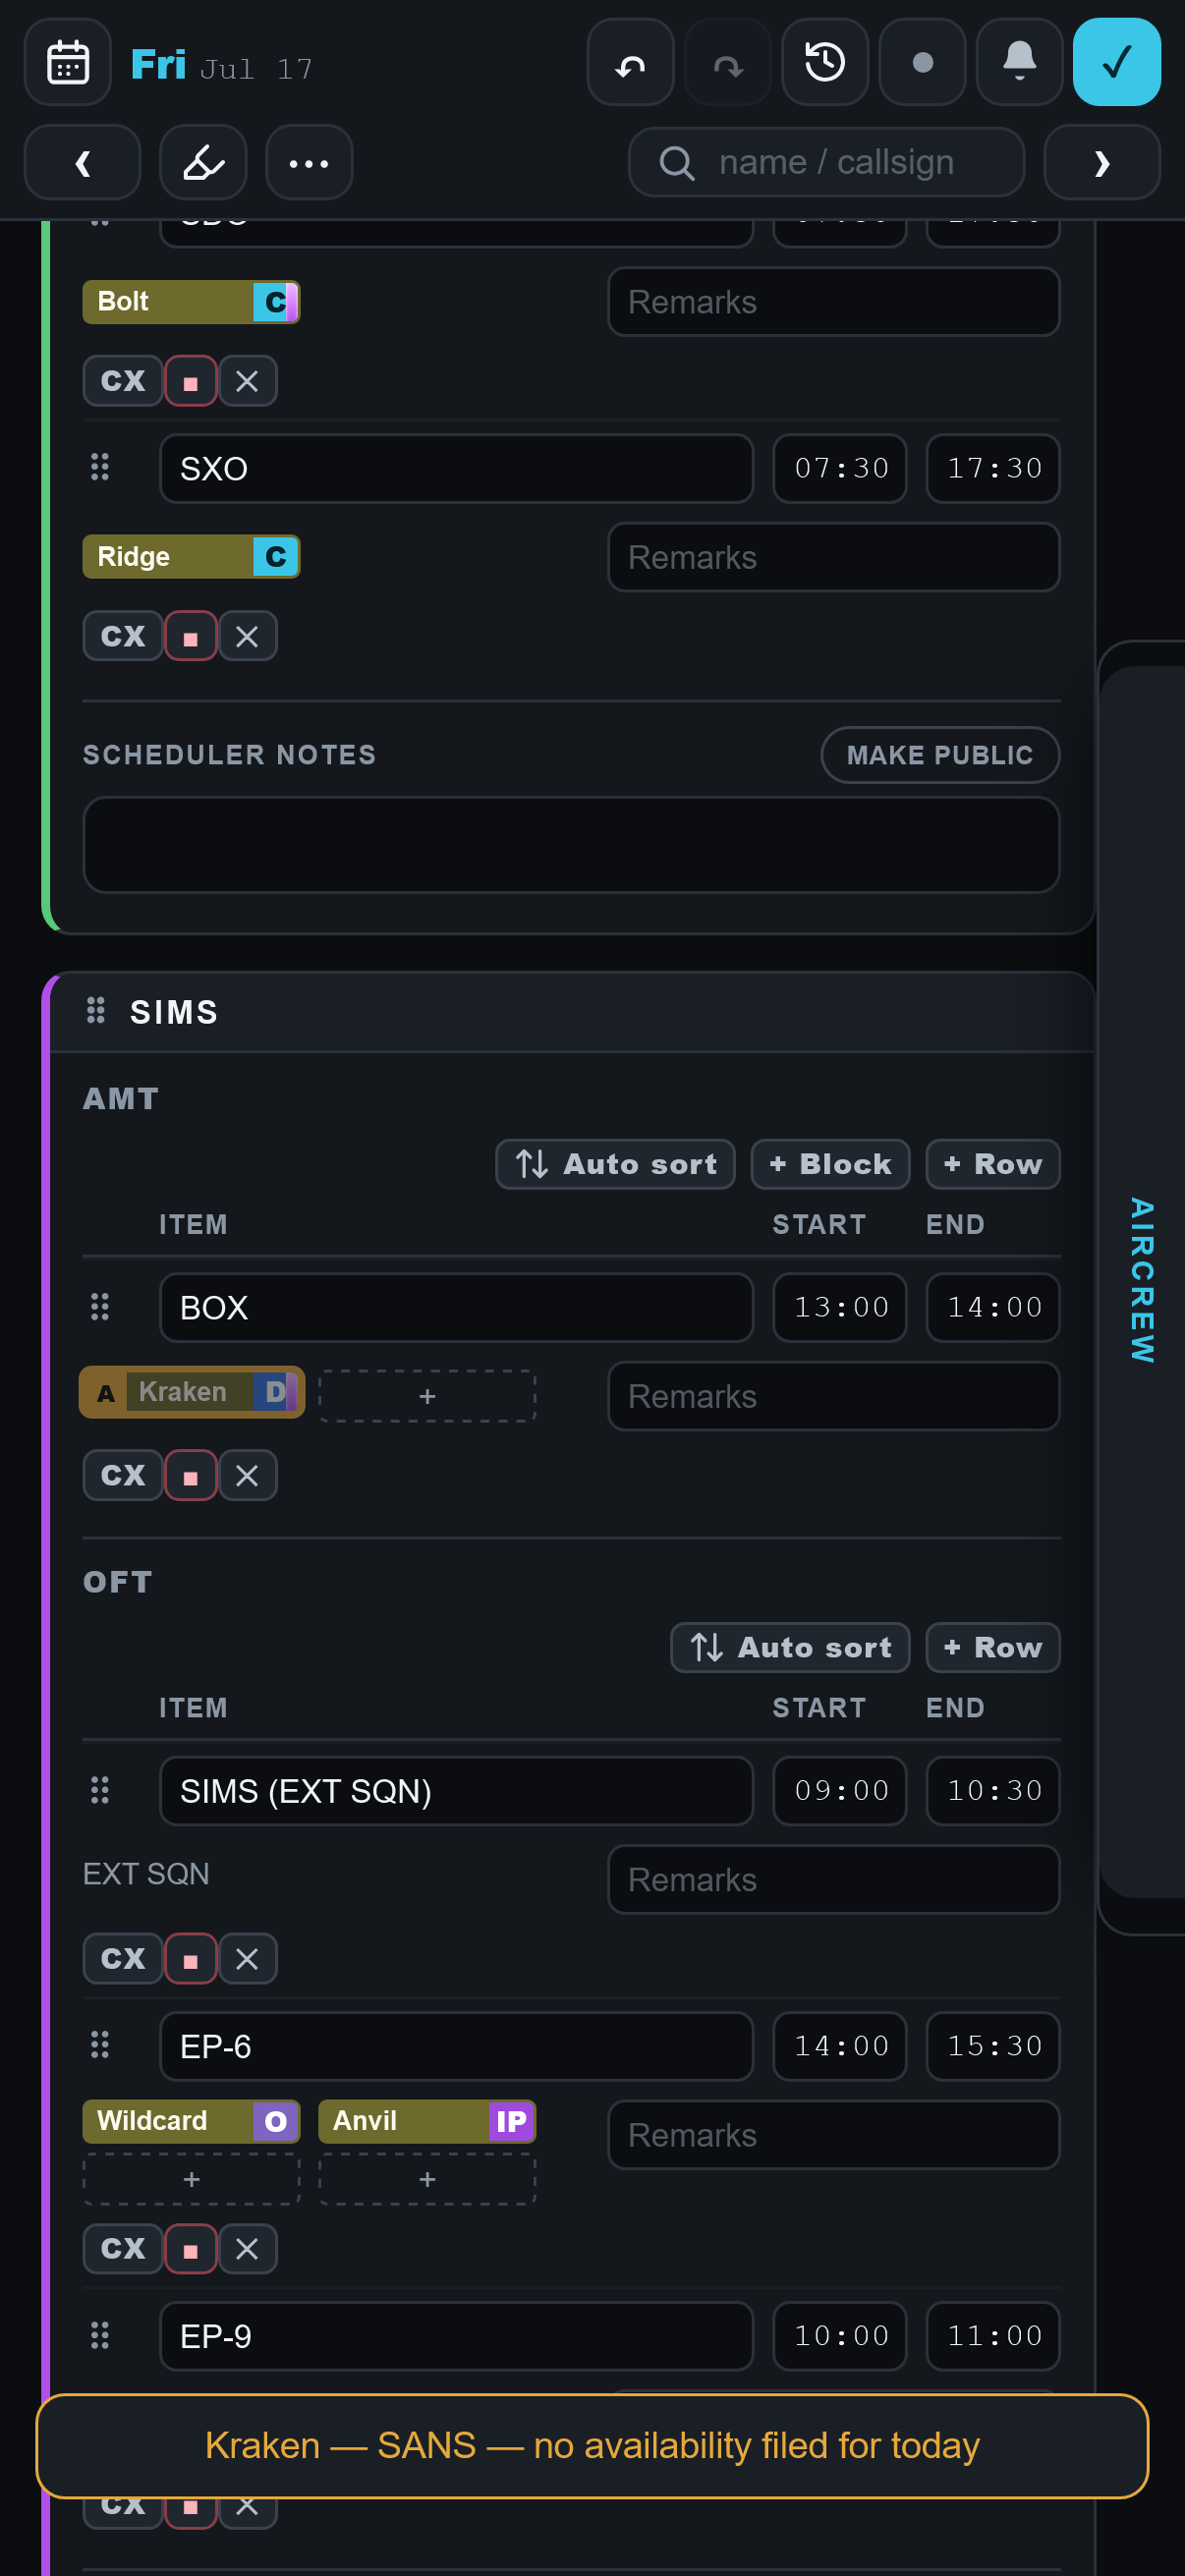 Fri Jul 17
name / callsign
Bolt C
Remarks
CX
SXO 07:30 17:30
Ridge C
Remarks
CX
SCHEDULER NOTES MAKE PUBLIC
SIMS
AMT
Auto sort + Block + Row
ITEM START END
BOX 13:00 14:00
A Kraken D + Remarks
CX
OFT
Auto sort + Row
ITEM START END
SIMS (EXT SQN) 09:00 10:30
EXT SQN Remarks
CX
EP-6 14:00 15:30
Wildcard O Anvil IP Remarks
+ +
CX
EP-9 10:00 11:00
Kraken — SANS — no availability filed for today
CX
AIRCREW